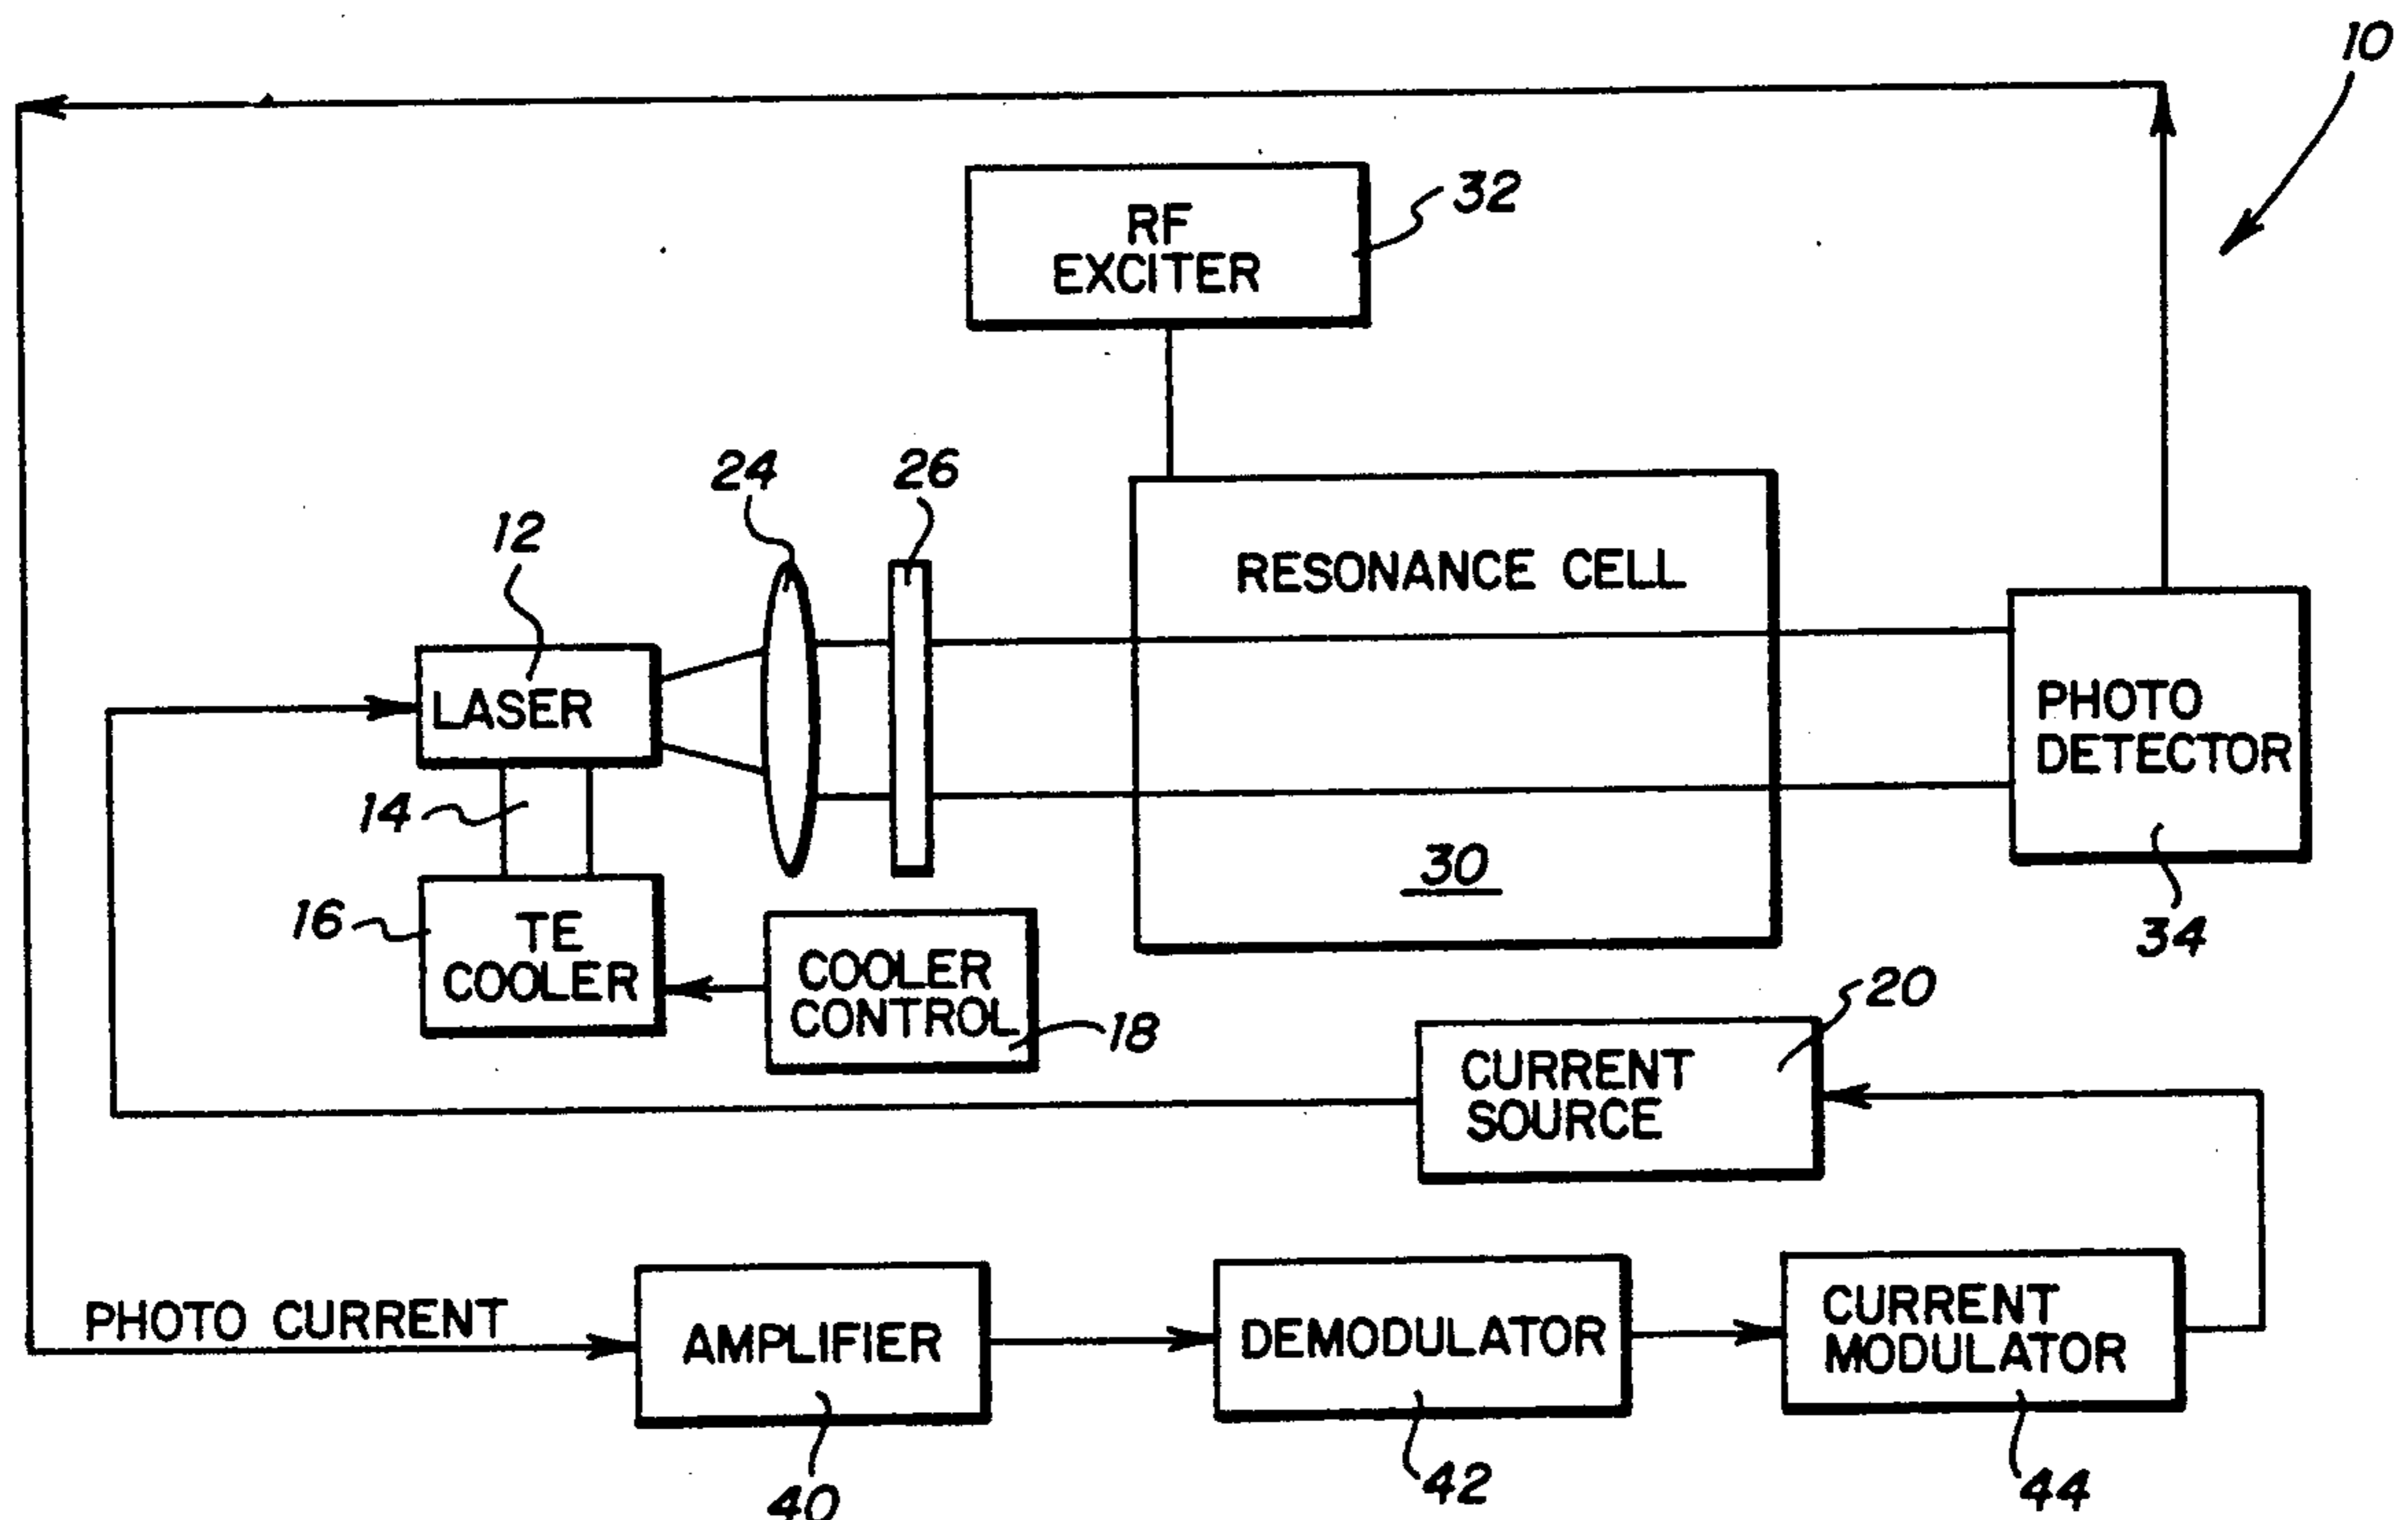 10
RF
EXCITER
32
24
26
12
RESONANCE CELL
LASER
PHOTO
DETECTOR
14
30
16
TE
COOLER
COOLER
CONTROL
18
34
20
CURRENT
SOURCE
PHOTO CURRENT
AMPLIFIER
DEMODULATOR
CURRENT
MODULATOR
40
42
44